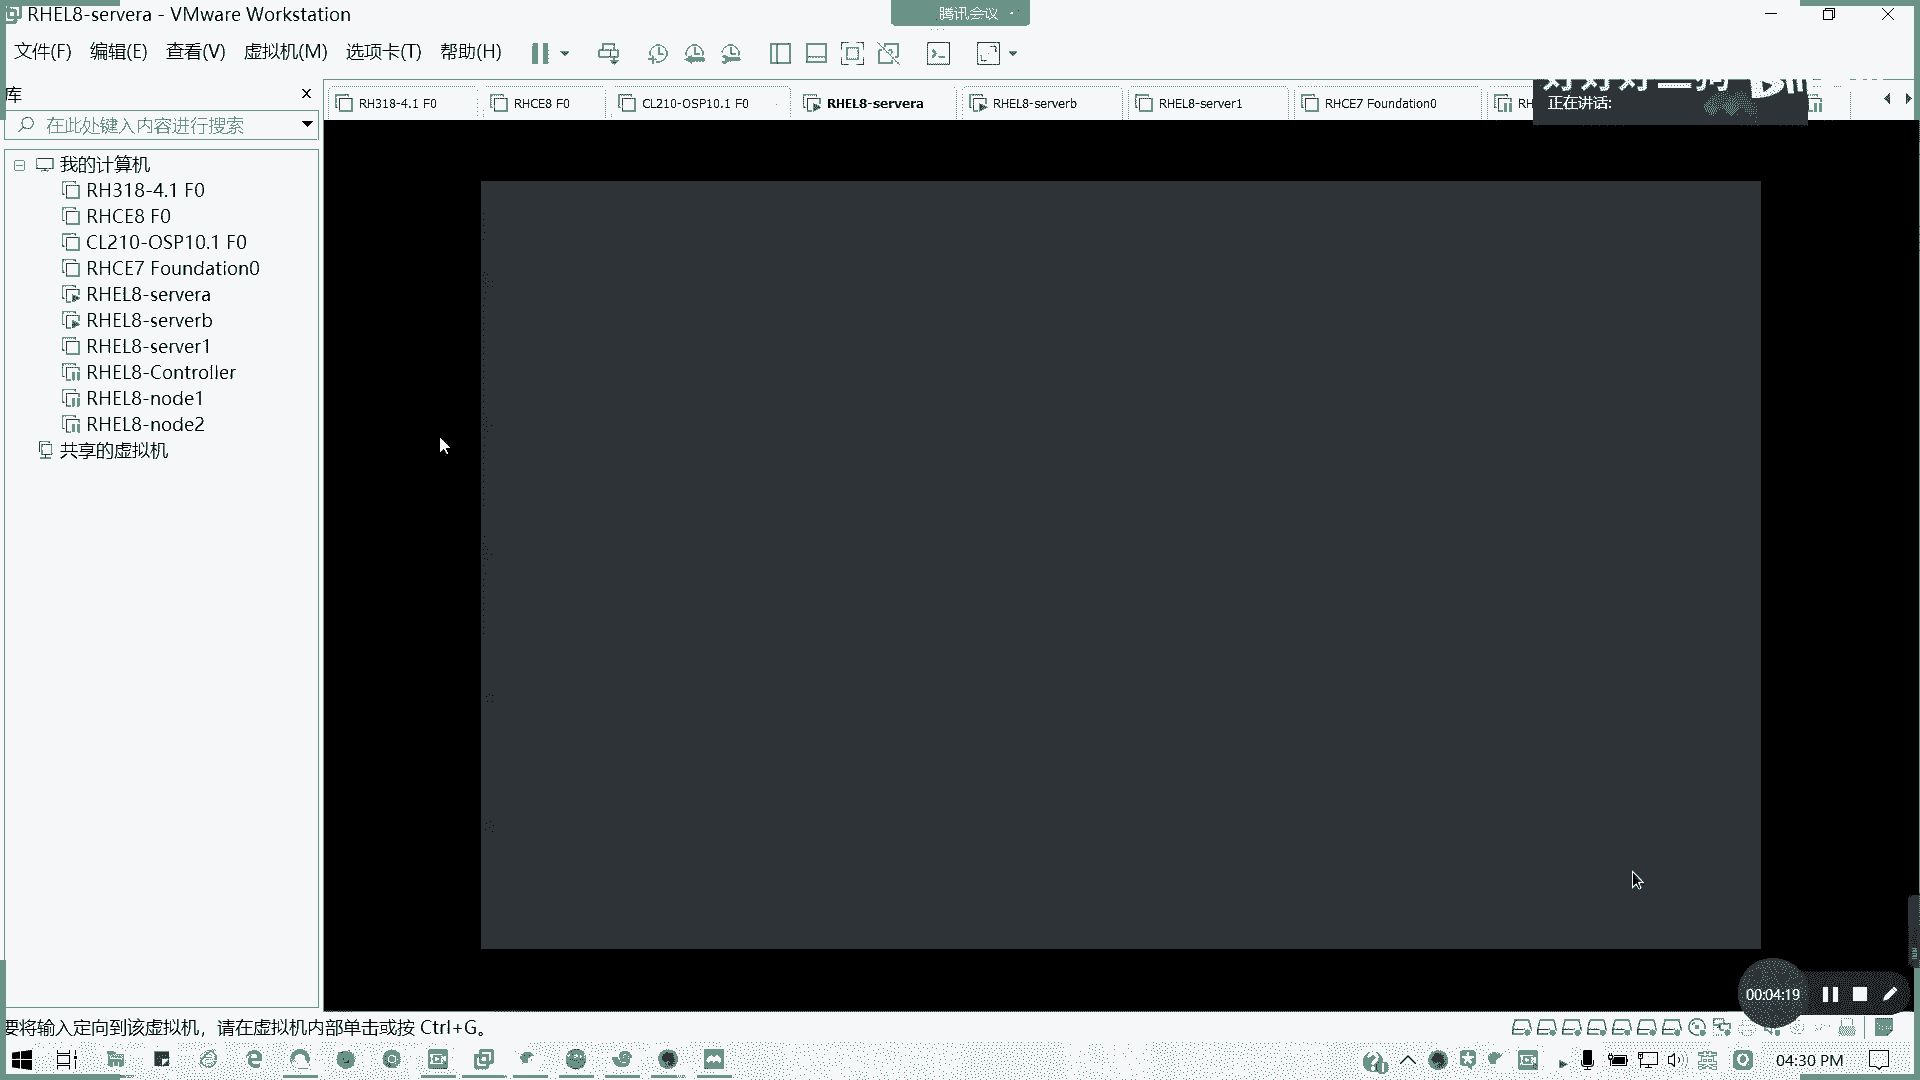 RHEL8-servera - VMware Workstation
腾讯会议
文件(F) 编辑(E) 查看(V) 虚拟机(M) 选项卡(T) 帮助(H)
库
RH318-4.1 F0
RHCE8 F0
CL210-OSP10.1 F0
RHEL8-servera
RHEL8-serverb
RHEL8-server1
RHCE7 Foundation0
RH
正在讲话:
在此处键入内容进行搜索
我的计算机
RH318-4.1 F0
RHCE8 F0
CL210-OSP10.1 F0
RHCE7 Foundation0
RHEL8-servera
RHEL8-serverb
RHEL8-server1
RHEL8-Controller
RHEL8-node1
RHEL8-node2
共享的虚拟机
00:04:19
要将输入定向到该虚拟机，请在虚拟机内部单击或按 Ctrl+G。
04:30 PM